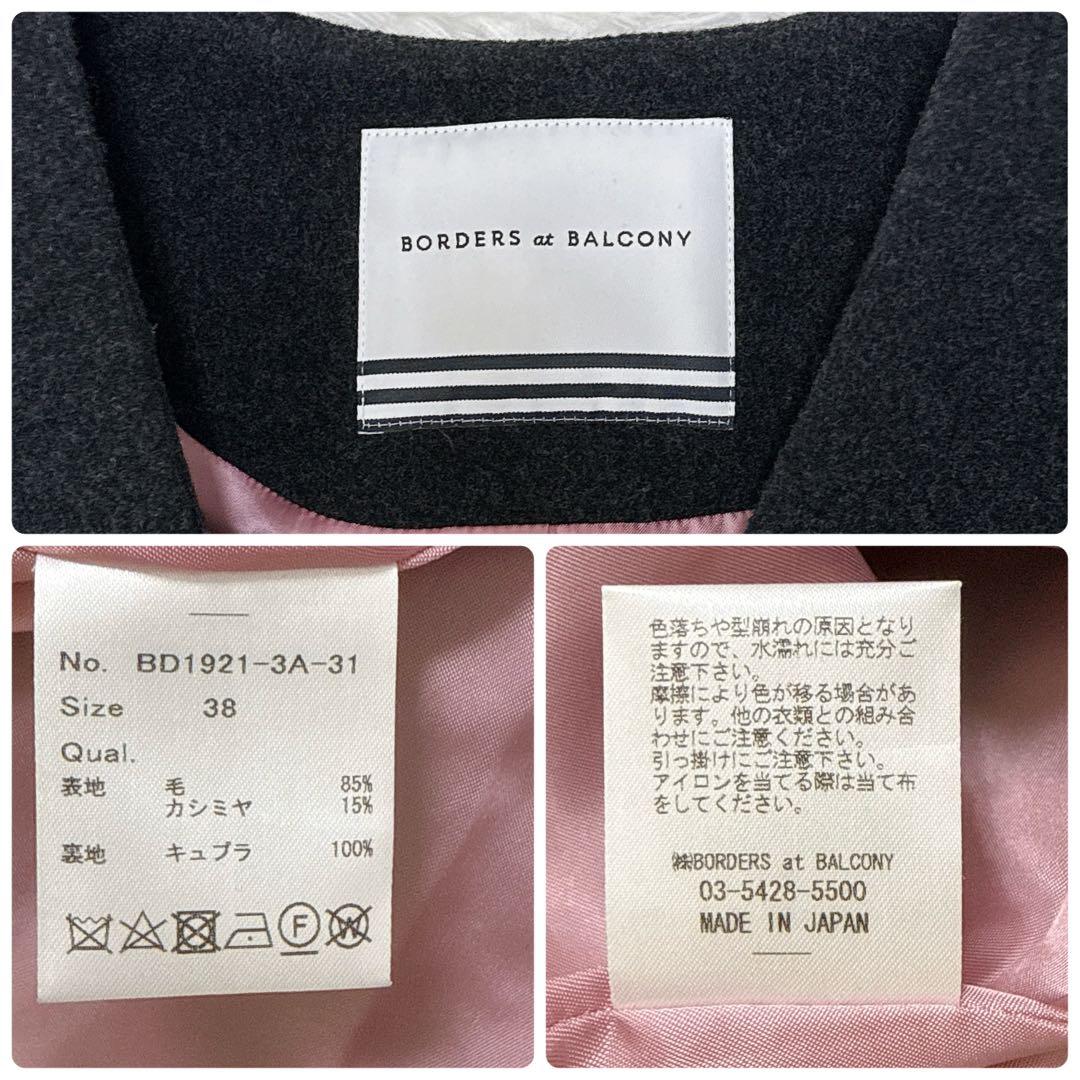 BORDERS at BALCONY
No. BD1921-3A-31
Size 38
Qual.
表地 毛 85%
カシミヤ 15%
裏地 キュプラ 100%
色落ちや型崩れの原因となり
ますので、水濡れには充分ご
注意下さい。
摩擦により色が移る場合があ
ります。他の衣類との組み合
わせにご注意ください。
引っ掛けにご注意下さい。
アイロンを当てる際は当て布
をしてください。
㈱BORDERS at BALCONY
03-5428-5500
MADE IN JAPAN